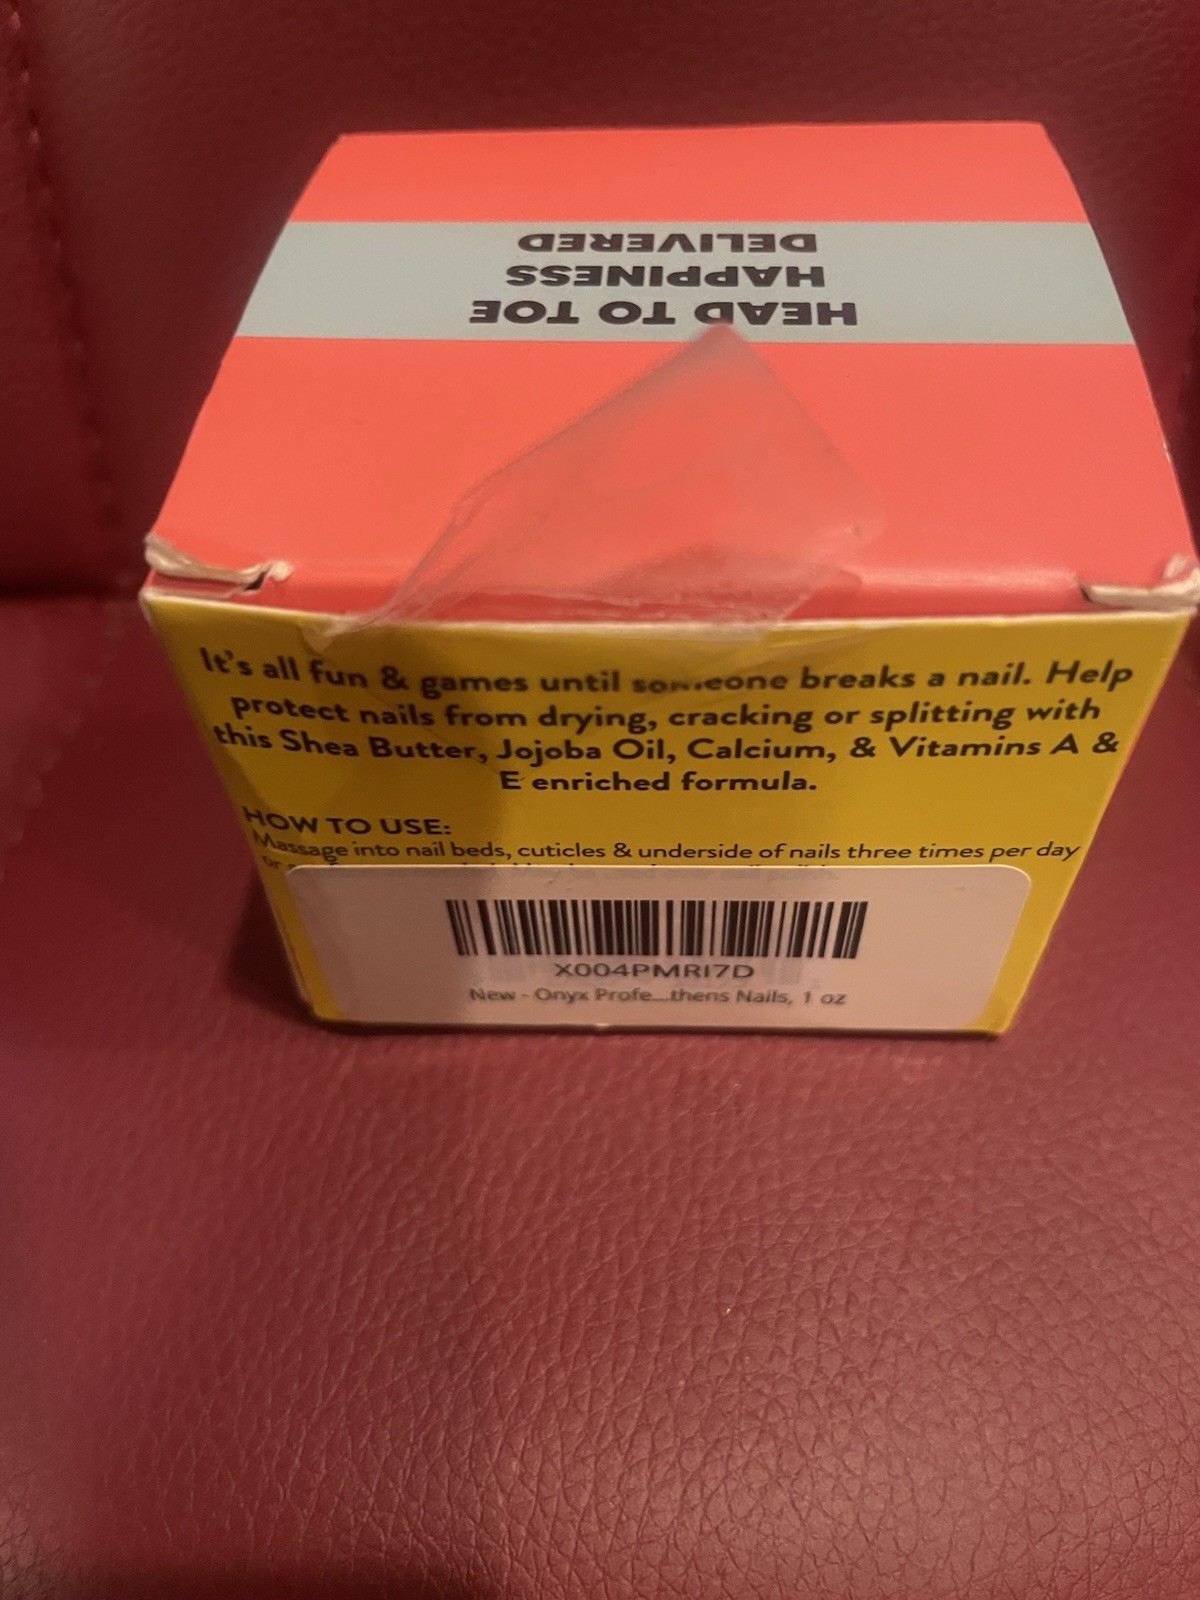 HEAD TO TOE
HAPPINESS
DELIVERED
It's all fun & games until someone breaks a nail. Help
protect nails from drying, cracking or splitting with
this Shea Butter, Jojoba Oil, Calcium, & Vitamins A &
E enriched formula.
HOW TO USE:
Massage into nail beds, cuticles & underside of nails three times per day
or
X004PMRI7D
New - Onyx Profe...thens Nails, 1 oz